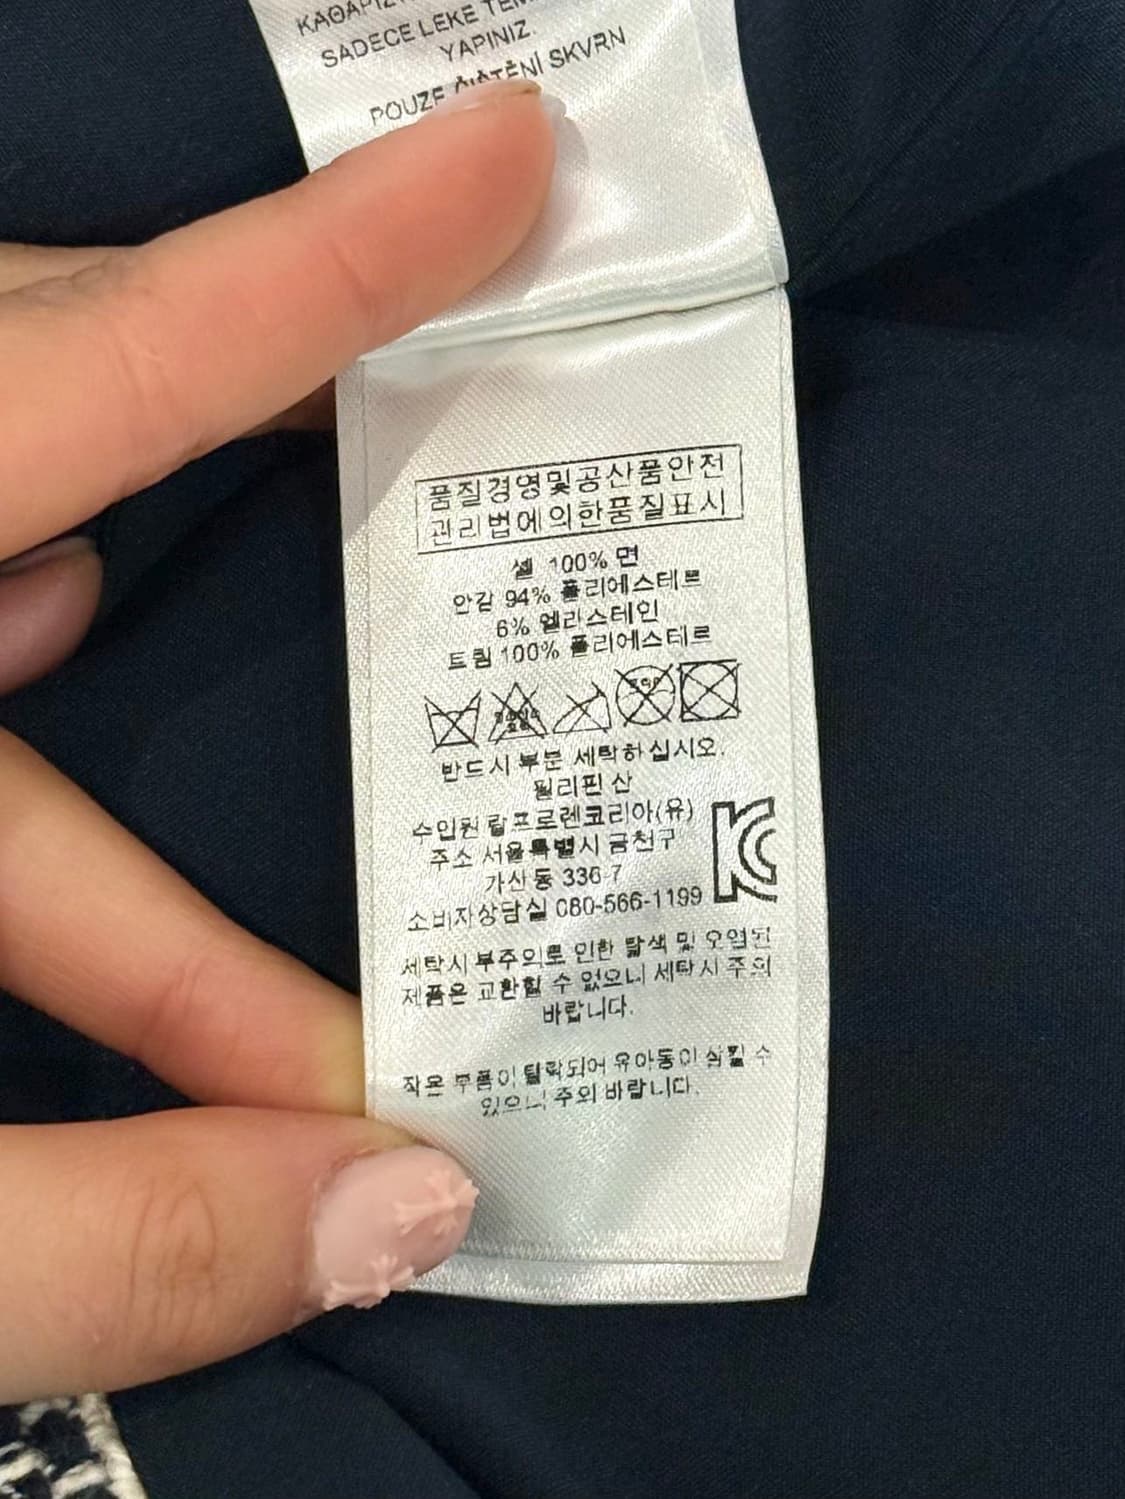 SADECE LEKE
YAPINIZ.
POUZE ČIŠTĚNÍ SKVRN
품질경영및공산품안전
관리법에의한품질표시
셸 100% 면
안감 94% 폴리에스테르
6% 엘라스테인
트림 100% 폴리에스테르
반드시 부분 세탁하십시오.
필리핀 산
수입원 랄프로렌코리아(유)
주소 서울특별시 금천구
가산동 336-7
소비자상담실 080-566-1199
세탁시 부주의로 인한 탈색 및 오염된
제품은 교환할 수 없으니 세탁시 주의
바랍니다.
작은 부품이 탈락되어 유아동이 삼킬 수
있으니 주의 바랍니다.